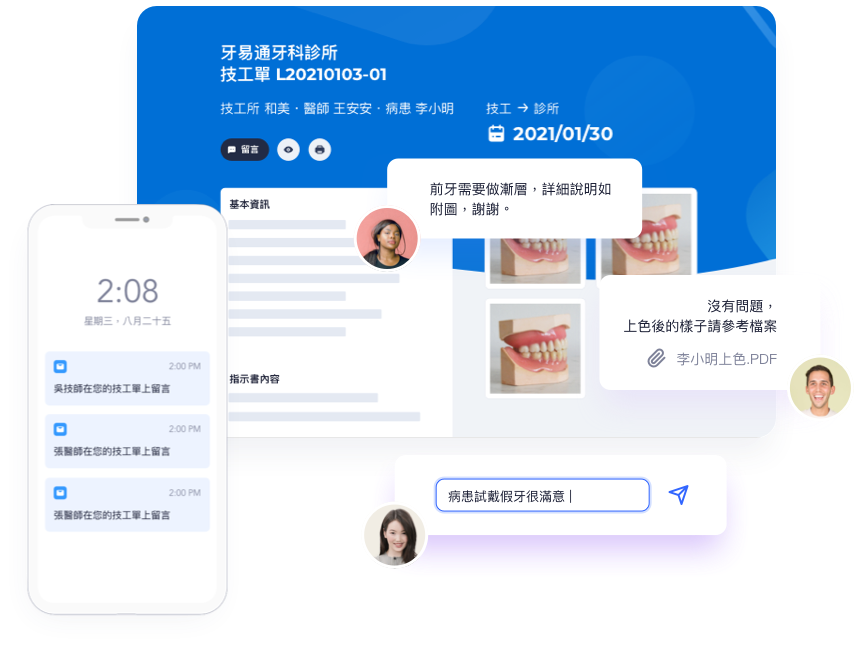 牙易通牙科診所
技工單 L20210103-01
技工所 和美・醫師 王安安・病患 李小明
技工 → 診所
2021/01/30
留言
前牙需要做漸層，詳細說明如
附圖，謝謝。
基本資訊
沒有問題，
上色後的樣子請參考檔案
李小明上色.PDF
指示書內容
病患試戴假牙很滿意
2:08
星期三・八月二十五
2:00 PM
吳技師在您的技工單上留言
2:00 PM
張醫師在您的技工單上留言
2:00 PM
張醫師在您的技工單上留言